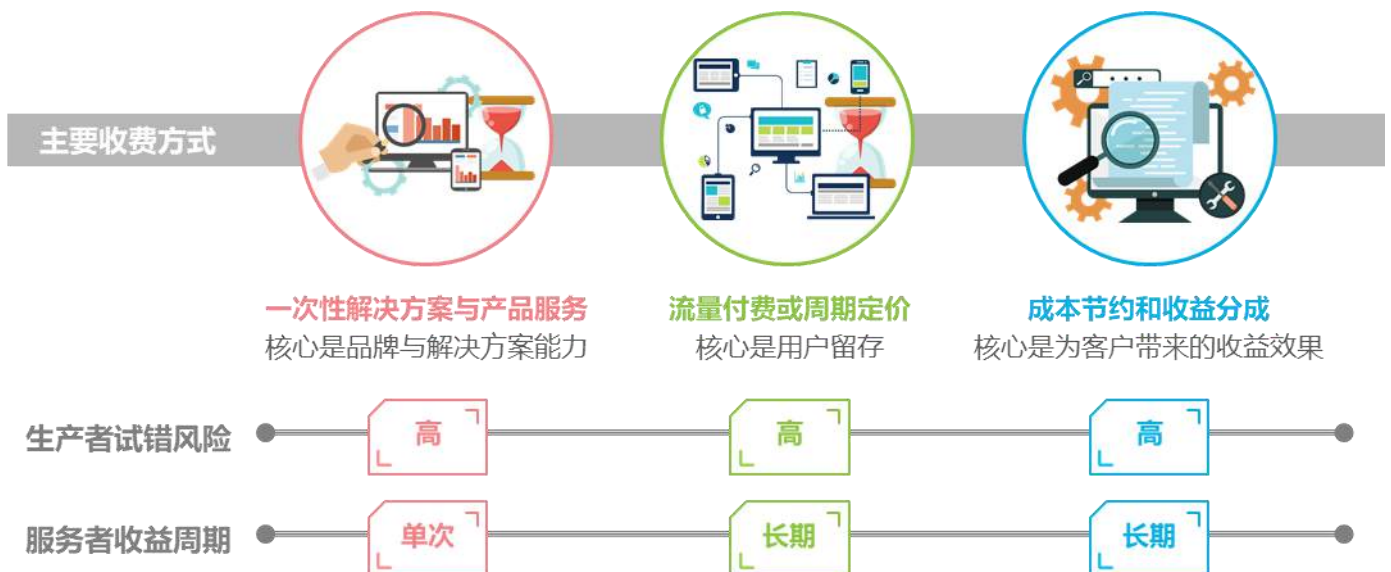 主要收费方式
一次性解决方案与产品服务
核心是品牌与解决方案能力
流量付费或周期定价
核心是用户留存
成本节约和收益分成
核心是为客户带来的收益效果
生产者试错风险
高
高
高
服务者收益周期
单次
长期
长期